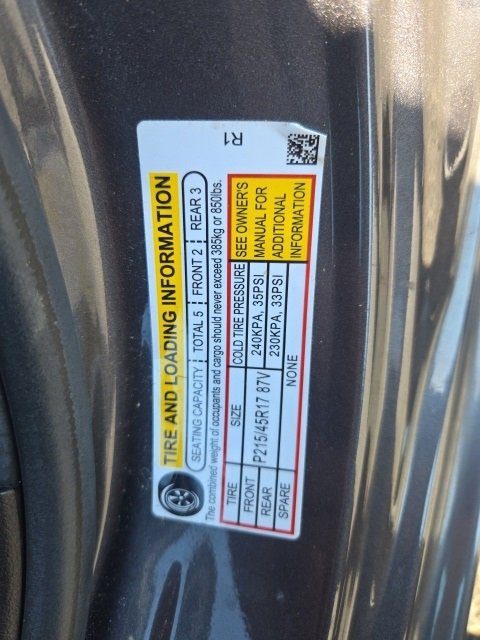 R1
TIRE AND LOADING INFORMATION
SEATING CAPACITY TOTAL 5 FRONT 2 REAR 3
The combined weight of occupants and cargo should never exceed 385kg or 850lbs.
TIRE SIZE COLD TIRE PRESSURE SEE OWNER'S
FRONT P215/45R17 87V 240KPA, 35PSI MANUAL FOR
REAR 230KPA, 33PSI ADDITIONAL
SPARE NONE INFORMATION